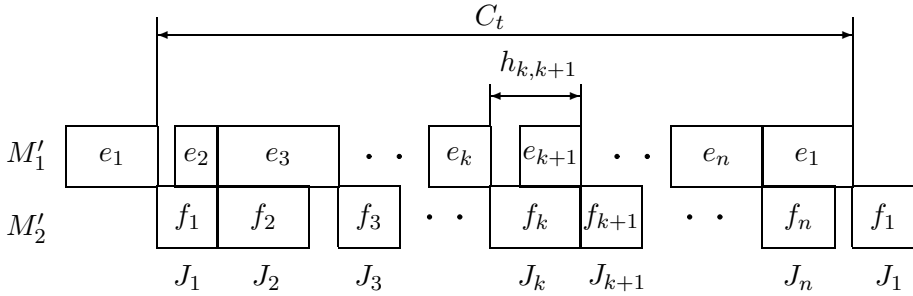 C_t
h_{k,k+1}
M'_1 e_1 e_2 e_3 · · e_k e_{k+1} · · e_n e_1
M'_2 f_1 f_2 f_3 · · f_k f_{k+1} · · f_n f_1
J_1 J_2 J_3 J_k J_{k+1} J_n J_1